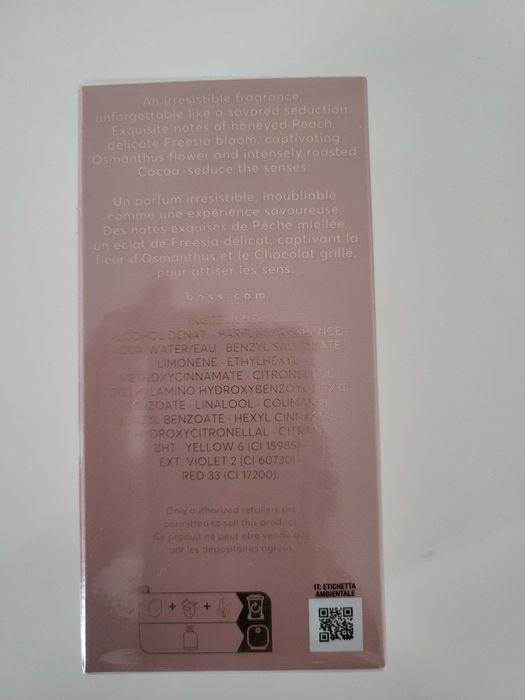 An irresistible fragrance,
unforgettable like a savored seduction.
Exquisite notes of honeyed Peach,
delicate Freesia bloom, captivating
Osmanthus flower and intensely roasted
Cocoa, seduce the senses.
Un parfum irrésistible, inoubliable
comme une expérience savoureuse.
Des notes exquises de Pêche miellée,
un eclat de Freesia délicat, captivant la
fleur d'Osmanthus et le Chocolat grillé,
pour attiser les sens.
boss.com
INGREDIENTS:
ALCOHOL DENAT. · PARFUM/FRAGRANCE
AQUA/WATER/EAU · BENZYL SALICYLATE
LIMONENE · ETHYLHEXYL
METHOXYCINNAMATE · CITRONELLOL
DIETHYLAMINO HYDROXYBENZOYL HEXYL
BENZOATE · LINALOOL · COUMARIN
BENZYL BENZOATE · HEXYL CINNAMAL
HYDROXYCITRONELLAL · CITRAL
BHT · YELLOW 6 (CI 15985)
EXT. VIOLET 2 (CI 60730)
RED 33 (CI 17200).
Only authorized retailers are
permitted to sell this product.
Ce produit ne peut être vendu que
par les dépositaires agréés.
IT: ETICHETTA
AMBIENTALE